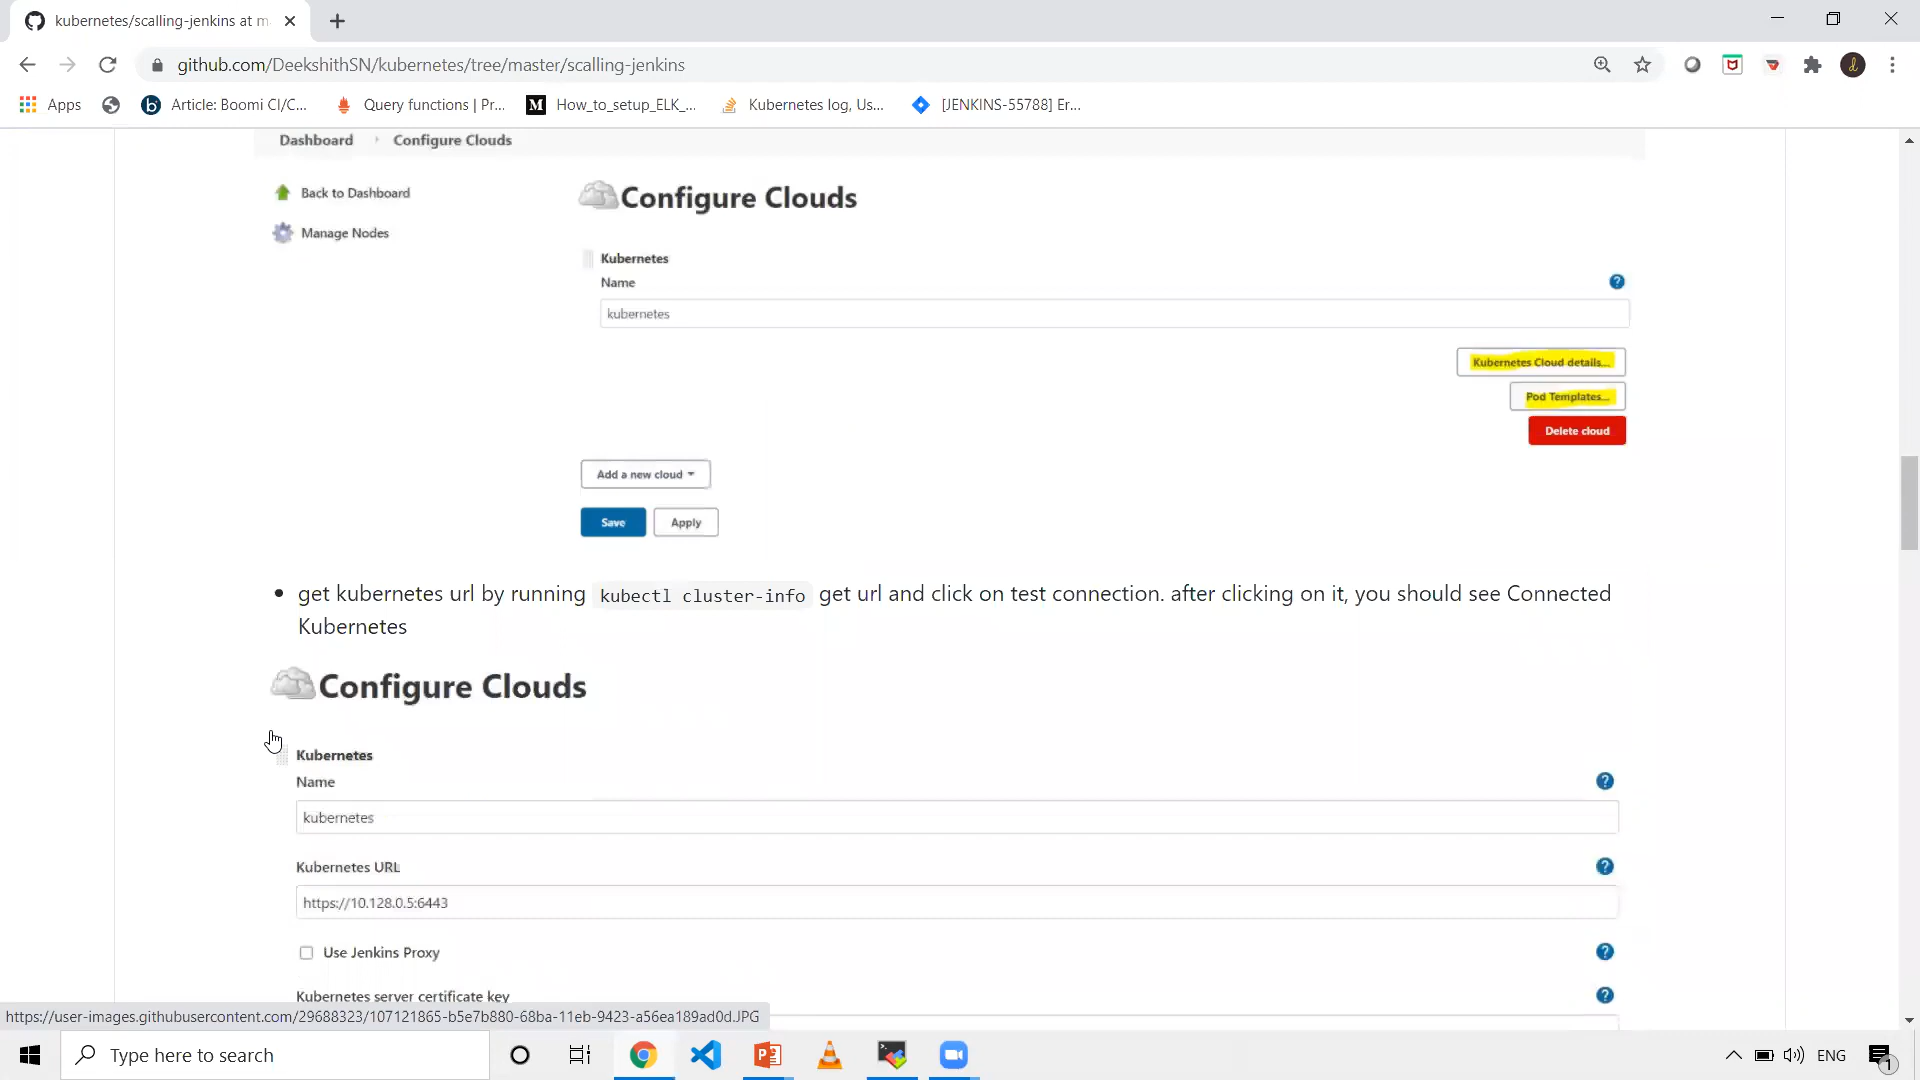 kubernetes/scalling-jenkins at m
github.com/DeekshithSN/kubernetes/tree/master/scalling-jenkins
Apps
Article: Boomi CI/C...
Query functions | Pr...
M
How_to_setup_ELK_...
Kubernetes log, Us...
[JENKINS-55788] Er...
Dashboard
Configure Clouds
Back to Dashboard
Configure Clouds
Manage Nodes
Kubernetes
Name
kubernetes
Kubernetes Cloud details...
Pod Templates...
Delete cloud
Add a new cloud
Save
Apply
get kubernetes url by running kubectl cluster-info get url and click on test connection. after clicking on it, you should see Connected
Kubernetes
Configure Clouds
Kubernetes
Name
kubernetes
Kubernetes URL
https://10.128.0.5:6443
Use Jenkins Proxy
Kubernetes server certificate key
https://user-images.githubusercontent.com/29688323/107121865-b5e7b880-68ba-11eb-9423-a56ea189ad0d.JPG
Type here to search
ENG
1